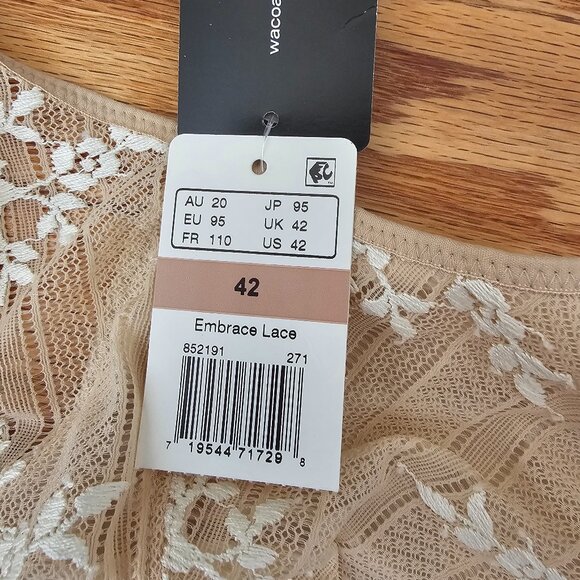 AU 20 JP 95
EU 95 UK 42
FR 110 US 42
42
Embrace Lace
852191 271
7 19544 71729 8